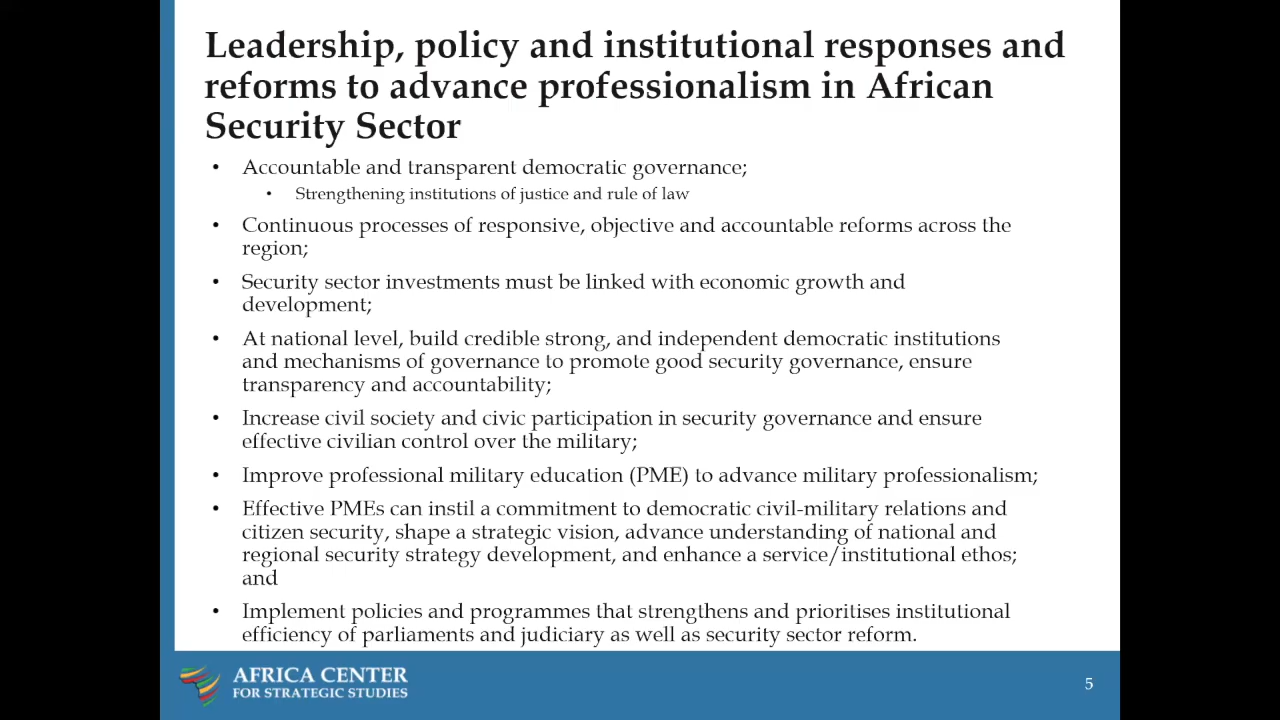 Leadership, policy and institutional responses and
reforms to advance professionalism in African
Security Sector
• Accountable and transparent democratic governance;
• Strengthening institutions of justice and rule of law
• Continuous processes of responsive, objective and accountable reforms across the
region;
• Security sector investments must be linked with economic growth and
development;
• At national level, build credible strong, and independent democratic institutions
and mechanisms of governance to promote good security governance, ensure
transparency and accountability;
• Increase civil society and civic participation in security governance and ensure
effective civilian control over the military;
• Improve professional military education (PME) to advance military professionalism;
• Effective PMEs can instil a commitment to democratic civil-military relations and
citizen security, shape a strategic vision, advance understanding of national and
regional security strategy development, and enhance a service/institutional ethos;
and
• Implement policies and programmes that strengthens and prioritises institutional
efficiency of parliaments and judiciary as well as security sector reform.
AFRICA CENTER
FOR STRATEGIC STUDIES
5